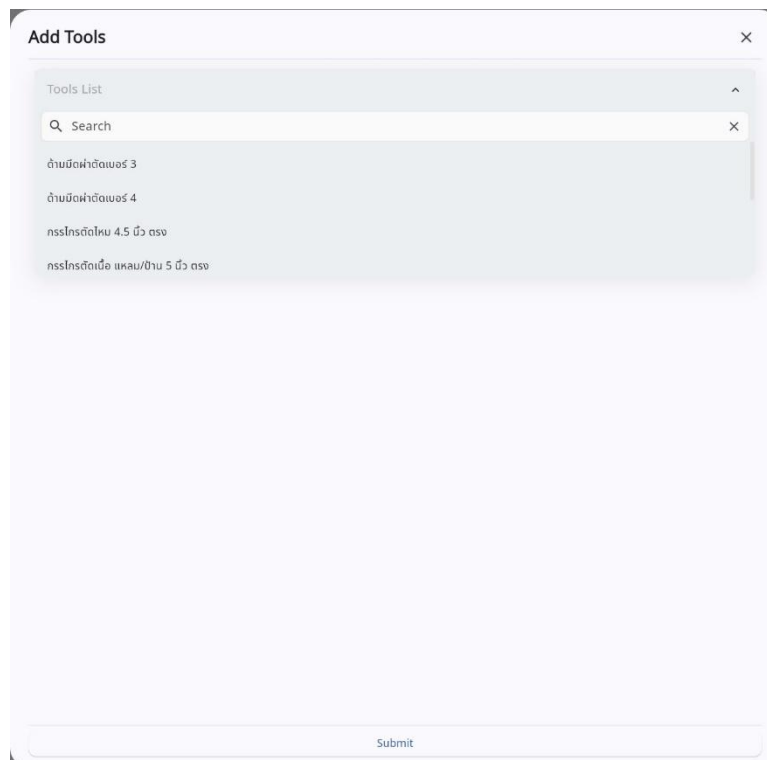 Add Tools
Tools List
Search
ด้ามมีดผ่าตัดเบอร์ 3
ด้ามมีดผ่าตัดเบอร์ 4
กรรไกรตัดไหม 4.5 นิ้ว ตรง
กรรไกรตัดเนื้อ แหลม/ป้าน 5 นิ้ว ตรง
Submit